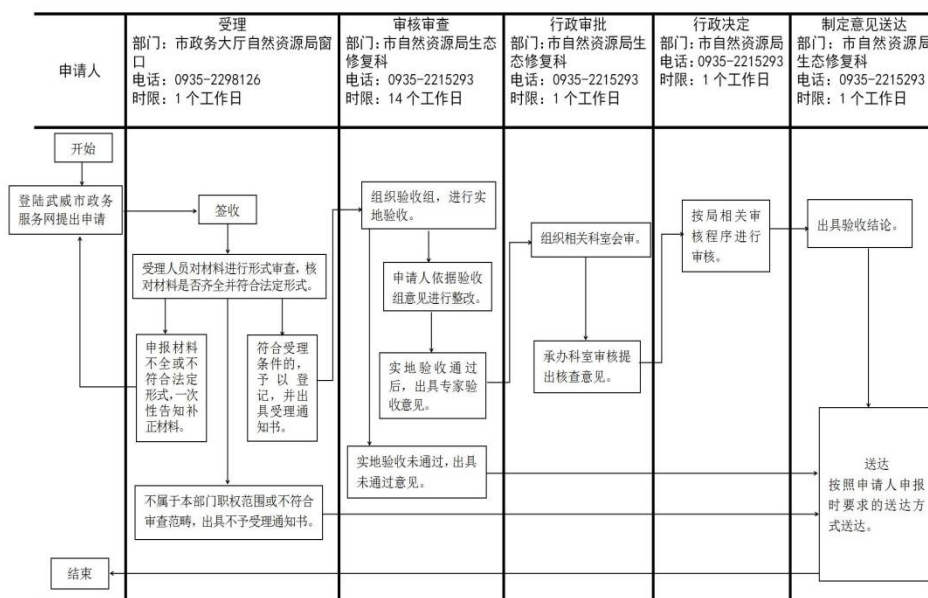 申请人
受理
部门：市政务大厅自然资源局窗
口
电话：0935-2298126
时限：1个工作日
审核审查
部门：市自然资源局生态
修复科
电话：0935-2215293
时限：14个工作日
行政审批
部门：市自然资源局生
态修复科
电话：0935-2215293
时限：1个工作日
行政决定
部门：市自然资源局
电话：0935-2215293
时限：1个工作日
制定意见送达
部门：市自然资源局
生态修复科
电话：0935-2215293
时限：1个工作日
开始
登陆武威市政务
服务网提出申请
签收
受理人员对材料进行形式审查，核
对材料是否齐全并符合法定形式。
申报材料
不全或不
符合法定
形式，一次
性告知补
正材料。
符合受理
条件的，
予以登
记，并出
具受理通
知书。
不属于本部门职权范围或不符合
审查范畴，出具不予受理通知书。
组织验收组，进行实
地验收。
申请人依据验收
组意见进行整改。
实地验收通过
后，出具专家验
收意见。
实地验收未通过，出具
未通过意见。
组织相关科室会审。
承办科室审核提
出核查意见。
按局相关审
核程序进行
审核。
出具验收结论。
送达
按照申请人申报
时要求的送达方
式送达。
结束